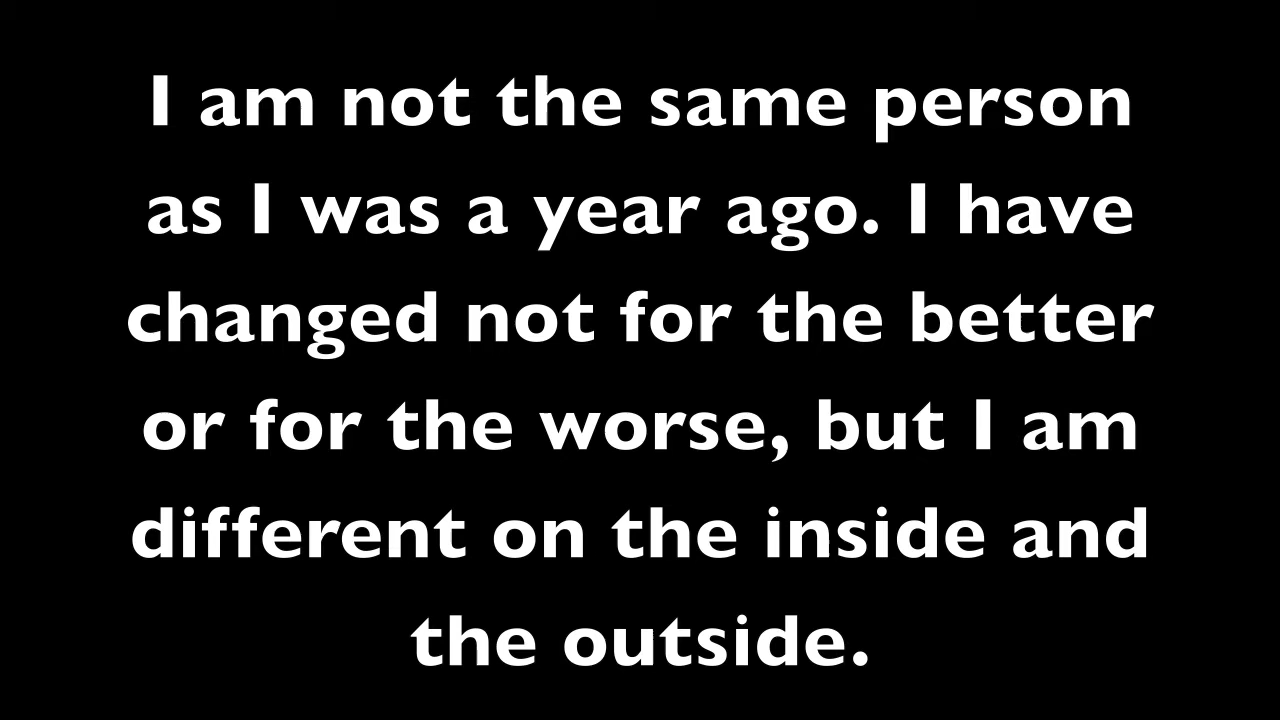 I am not the same person
as I was a year ago. I have
changed not for the better
or for the worse, but I am
different on the inside and
the outside.